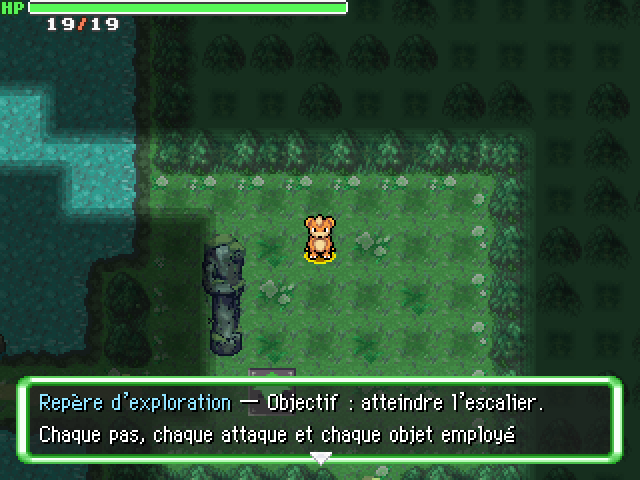 HP
19/19
Repère d'exploration — Objectif : atteindre l'escalier.
Chaque pas, chaque attaque et chaque objet employé